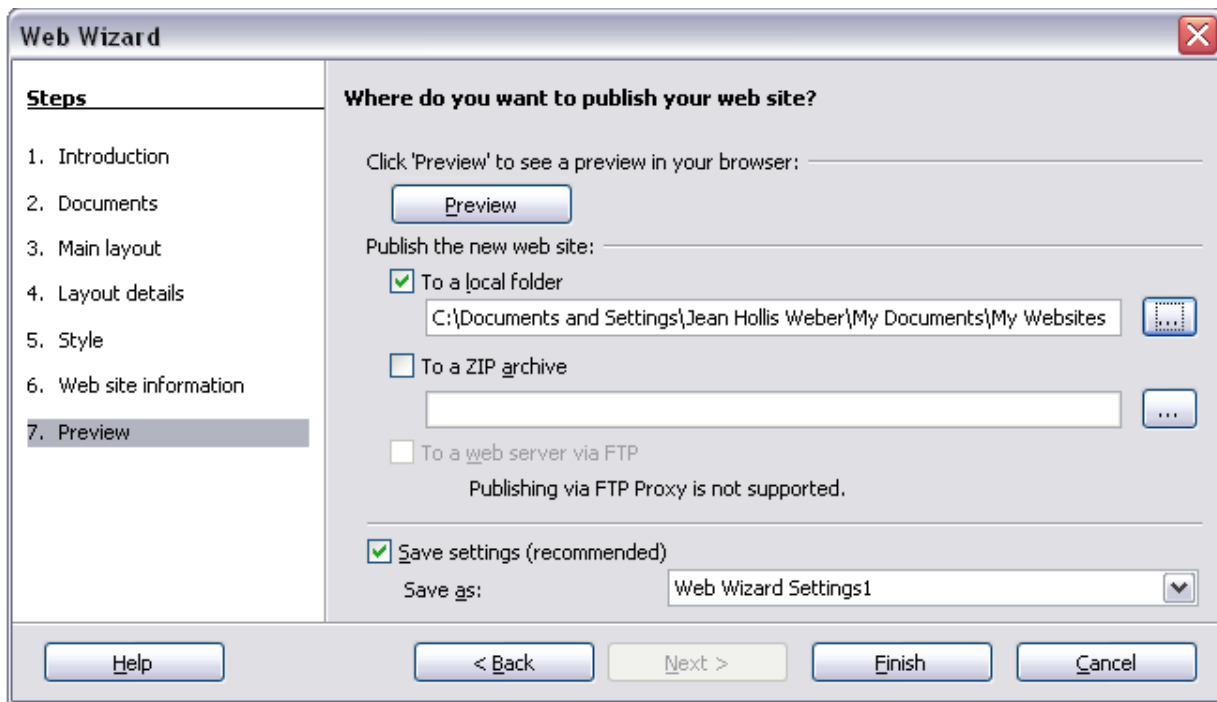 Web Wizard
Steps
1. Introduction
2. Documents
3. Main layout
4. Layout details
5. Style
6. Web site information
7. Preview
Where do you want to publish your web site?
Click 'Preview' to see a preview in your browser:
Preview
Publish the new web site:
To a local folder
C:\Documents and Settings\Jean Hollis Weber\My Documents\My Websites
...
To a ZIP archive
...
To a web server via FTP
Publishing via FTP Proxy is not supported.
Save settings (recommended)
Save as: Web Wizard Settings1
Help < Back Next > Finish Cancel